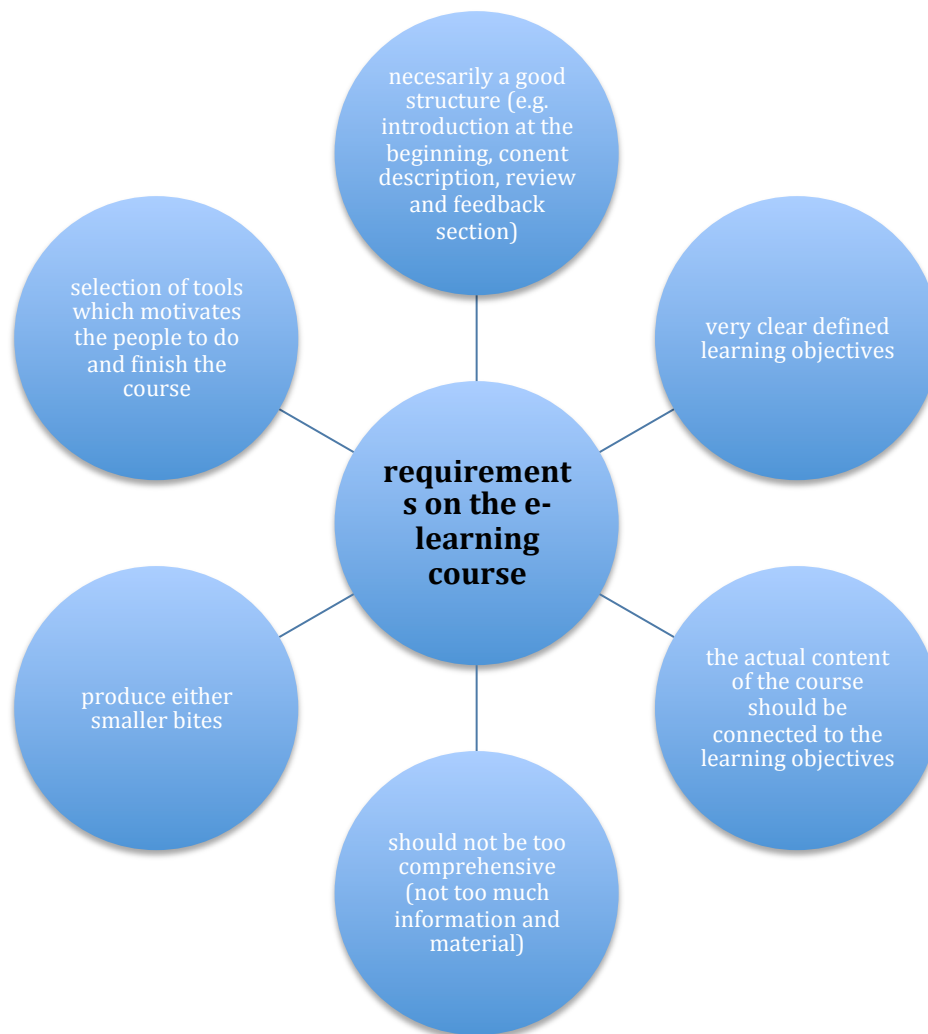 necesarily a good
structure (e.g.
introduction at the
beginning, conent
description, review
and feedback
section)
selection of tools
which motivates
the people to do
and finish the
course
very clear defined
learning objectives
requirement
s on the e-
learning
course
produce either
smaller bites
the actual content
of the course
should be
connected to the
learning objectives
should not be too
comprehensive
(not too much
information and
material)